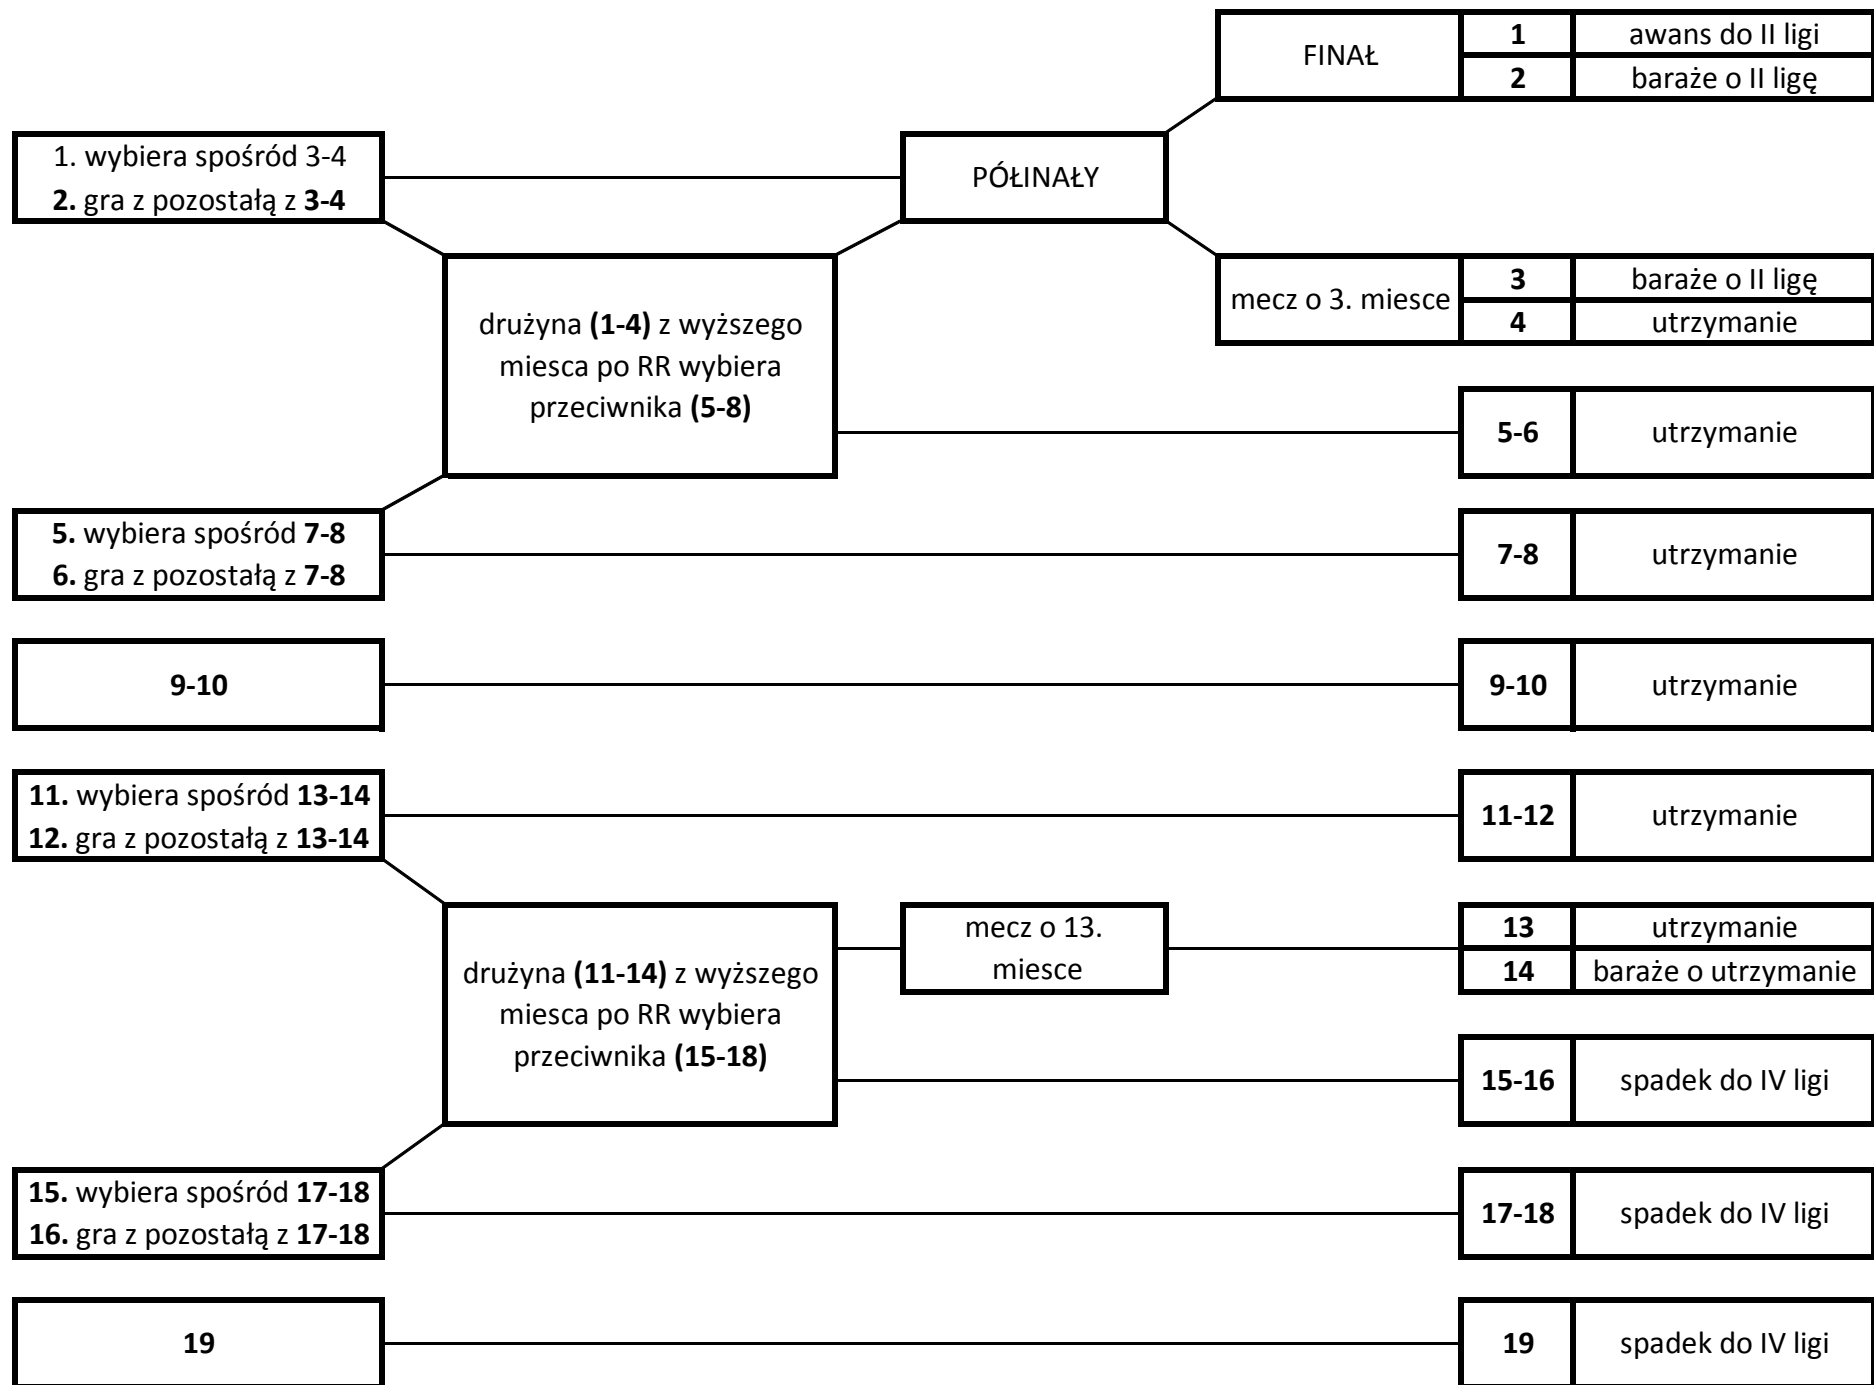 FINAŁ
1
awans do II ligi
2
baraże o II ligę
1. wybiera spośród 3-4
2. gra z pozostałą z 3-4
PÓŁINAŁY
drużyna (1-4) z wyższego
miesca po RR wybiera
przeciwnika (5-8)
mecz o 3. miesce
3
baraże o II ligę
4
utrzymanie
5-6
utrzymanie
5. wybiera spośród 7-8
6. gra z pozostałą z 7-8
7-8
utrzymanie
9-10
9-10
utrzymanie
11. wybiera spośród 13-14
12. gra z pozostałą z 13-14
11-12
utrzymanie
drużyna (11-14) z wyższego
miesca po RR wybiera
przeciwnika (15-18)
mecz o 13.
miesce
13
utrzymanie
14
baraże o utrzymanie
15-16
spadek do IV ligi
15. wybiera spośród 17-18
16. gra z pozostałą z 17-18
17-18
spadek do IV ligi
19
19
spadek do IV ligi